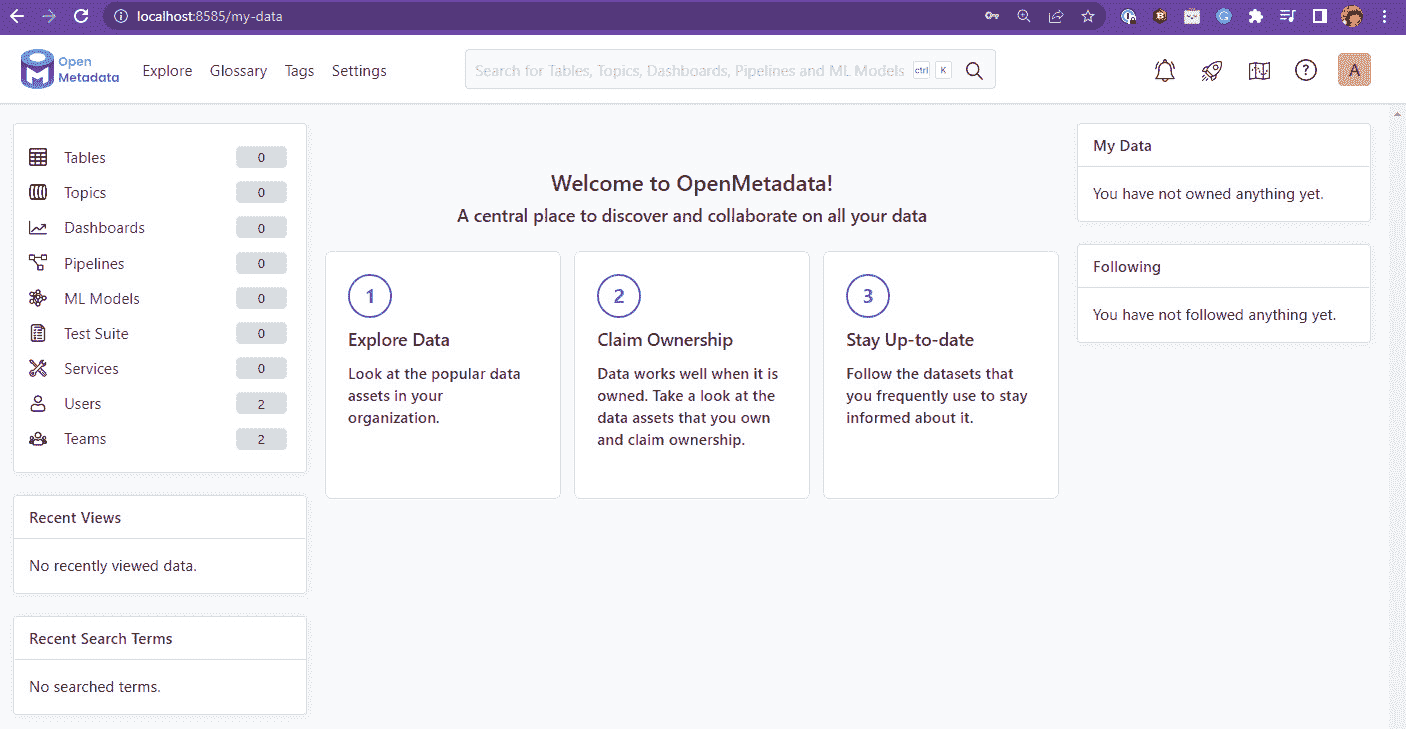 localhost:8585/my-data
Open
Metadata
Explore
Glossary
Tags
Settings
Search for Tables, Topics, Dashboards, Pipelines and ML Models
ctrl
K
?
A
Tables
0
Topics
0
Dashboards
0
Pipelines
0
ML Models
0
Test Suite
0
Services
0
Users
2
Teams
2
Recent Views
No recently viewed data.
Recent Search Terms
No searched terms.
Welcome to OpenMetadata!
A central place to discover and collaborate on all your data
1
Explore Data
Look at the popular data
assets in your
organization.
2
Claim Ownership
Data works well when it is
owned. Take a look at the
data assets that you own
and claim ownership.
3
Stay Up-to-date
Follow the datasets that
you frequently use to stay
informed about it.
My Data
You have not owned anything yet.
Following
You have not followed anything yet.